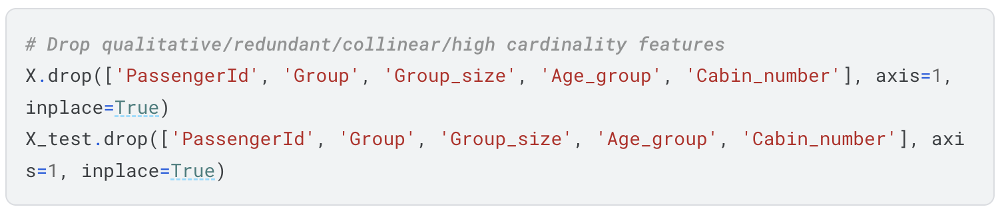 # Drop qualitative/redundant/collinear/high cardinality features
X.drop(['PassengerId', 'Group', 'Group_size', 'Age_group', 'Cabin_number'], axis=1,
inplace=True)
X_test.drop(['PassengerId', 'Group', 'Group_size', 'Age_group', 'Cabin_number'], axi
s=1, inplace=True)